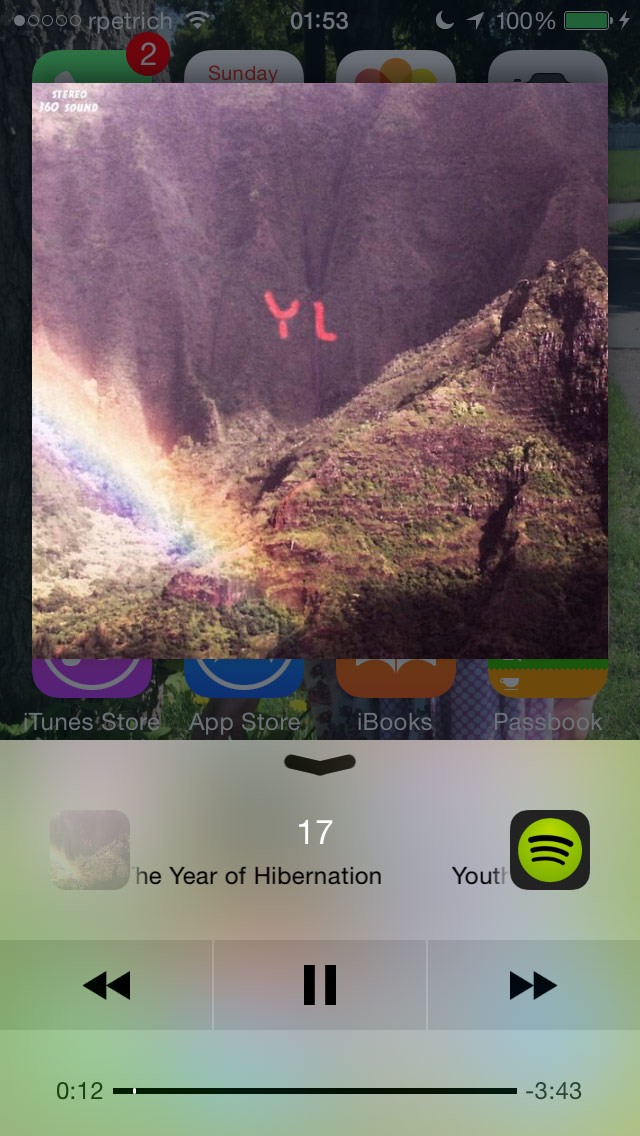 rpetrich 01:53 100%
2
Sunday
STEREO
360 SOUND
YL
iTunes Store App Store iBooks Passbook
17
he Year of Hibernation Youth
0:12 -3:43